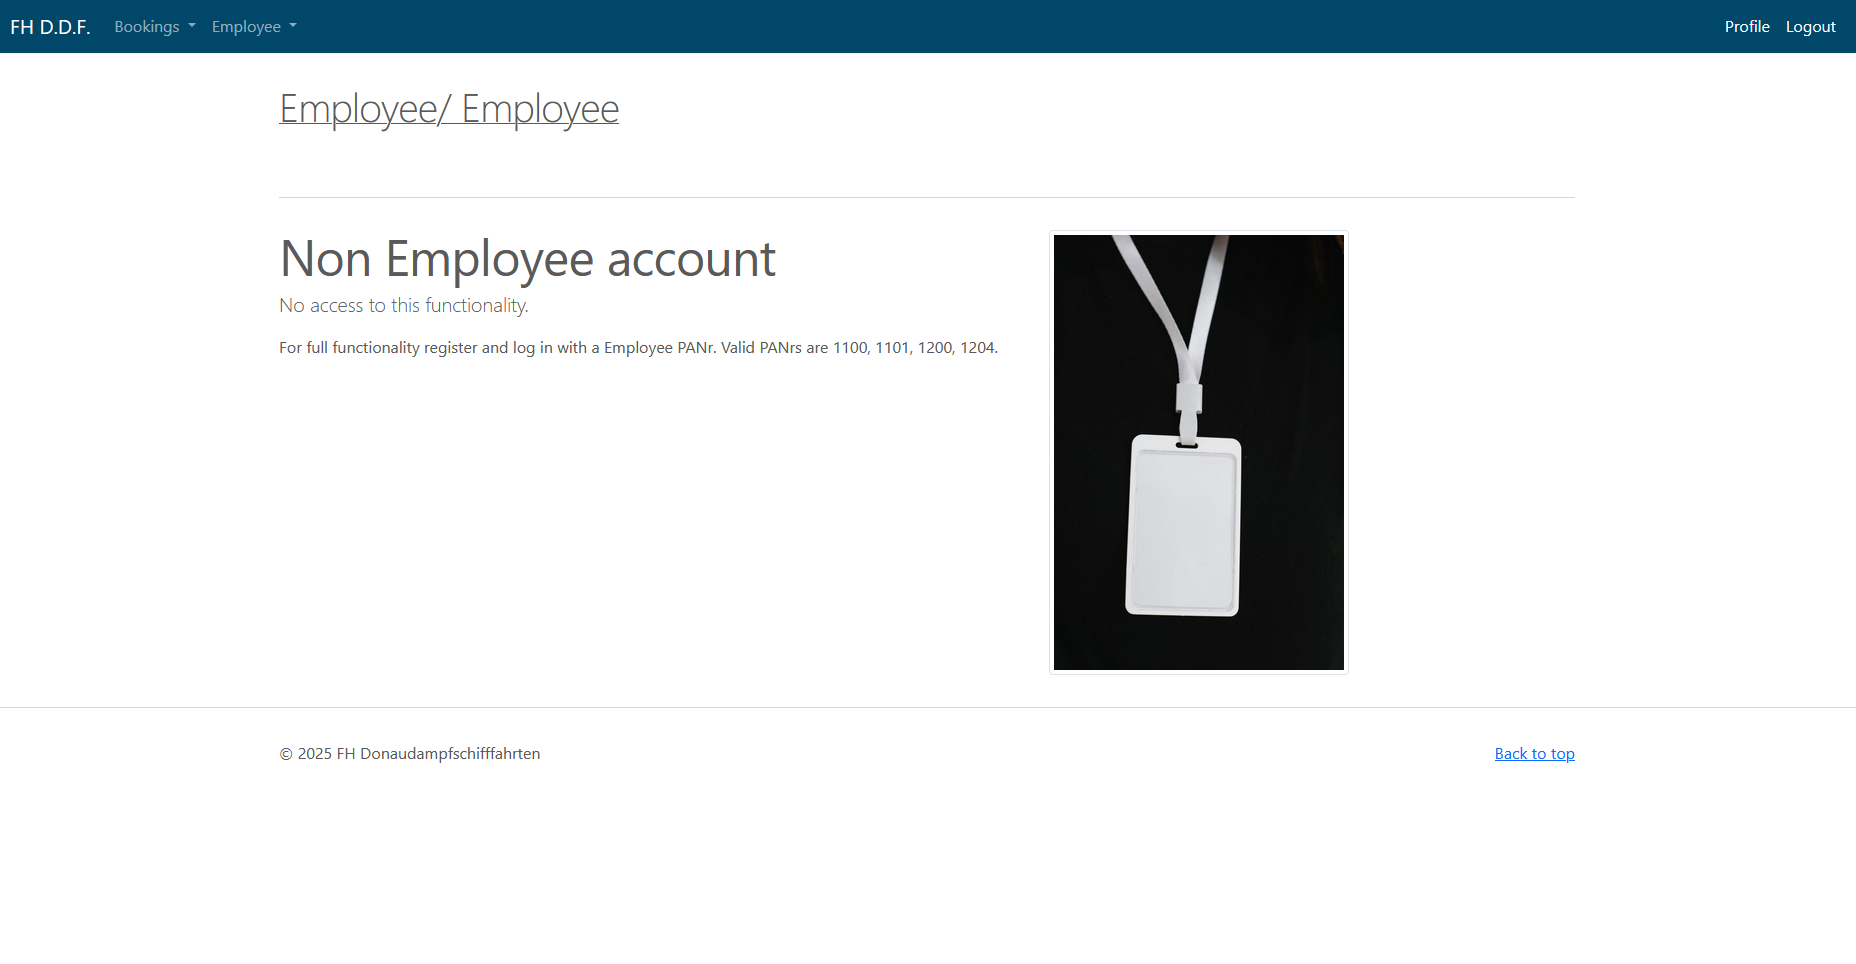 FH D.D.F. Bookings Employee Profile Logout
Employee/ Employee
Non Employee account
No access to this functionality.
For full functionality register and log in with a Employee PANr. Valid PANrs are 1100, 1101, 1200, 1204.
© 2025 FH Donaudampfschifffahrten Back to top